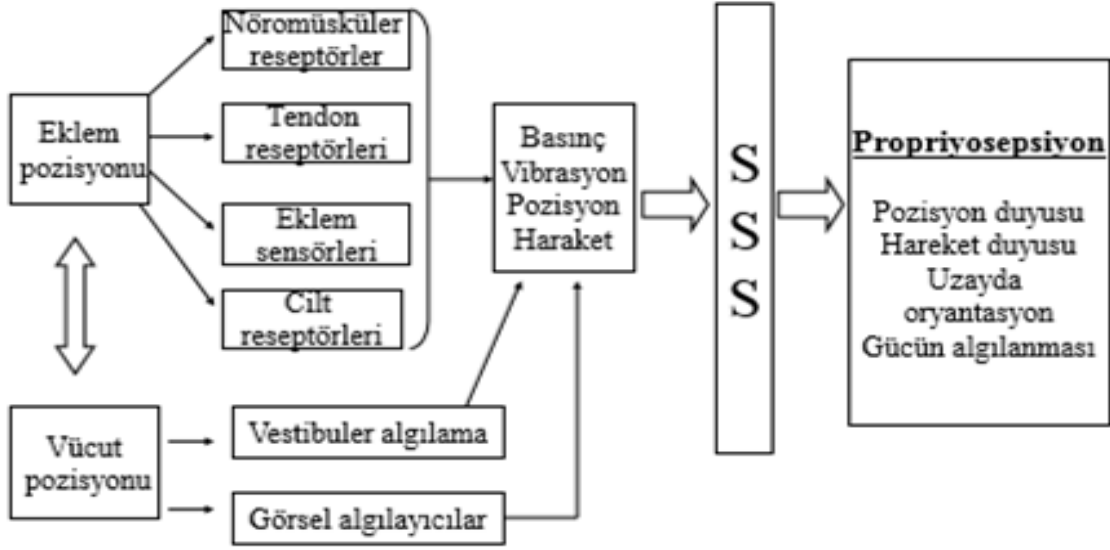 Nöromüsküler
reseptörler
Eklem
pozisyonu
Tendon
reseptörleri
Eklem
sensörleri
Cilt
reseptörleri
Vücut
pozisyonu
Vestibuler algılama
Görsel algılayıcılar
Basınç
Vibrasyon
Pozisyon
Haraket
S
S
S
Propriyosepsiyon
Pozisyon duyusu
Hareket duyusu
Uzayda
oryantasyon
Gücün algılanması